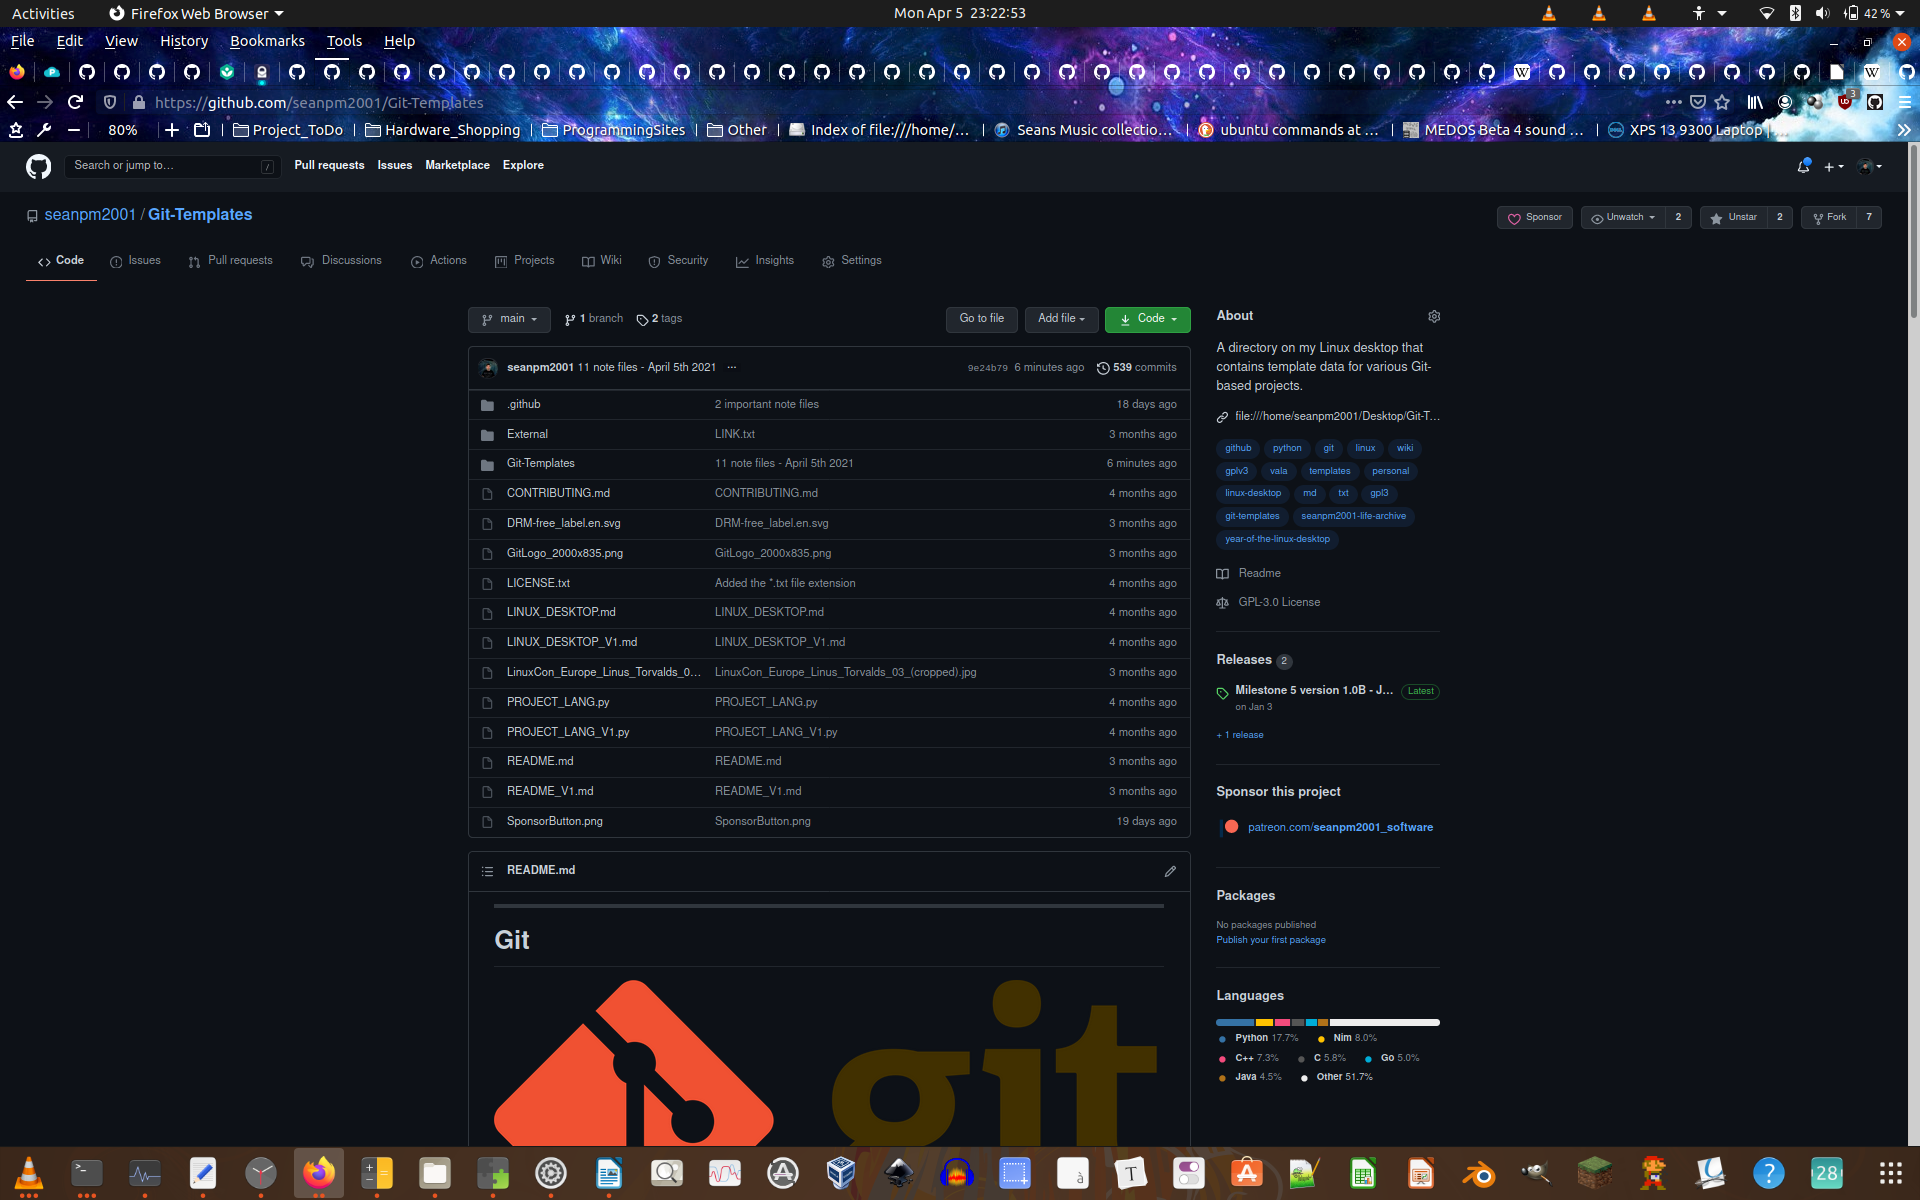 Activities Firefox Web Browser Mon Apr 5 23:22:53 42 %
File Edit View History Bookmarks Tools Help
https://github.com/seanpm2001/Git-Templates 3
80% Project_ToDo Hardware_Shopping ProgrammingSites Other Index of file:///home/... Seans Music collectio... ubuntu commands at ... MEDOS Beta 4 sound ... XPS 13 9300 Laptop | ...
Search or jump to... / Pull requests Issues Marketplace Explore
seanpm2001 / Git-Templates Sponsor Unwatch 2 Unstar 2 Fork 7
Code Issues Pull requests Discussions Actions Projects Wiki Security Insights Settings
main 1 branch 2 tags Go to file Add file Code
seanpm2001 11 note files - April 5th 2021 ... 9e24b79 6 minutes ago 539 commits
.github 2 important note files 18 days ago
External LINK.txt 3 months ago
Git-Templates 11 note files - April 5th 2021 6 minutes ago
CONTRIBUTING.md CONTRIBUTING.md 4 months ago
DRM-free_label.en.svg DRM-free_label.en.svg 3 months ago
GitLogo_2000x835.png GitLogo_2000x835.png 3 months ago
LICENSE.txt Added the *.txt file extension 4 months ago
LINUX_DESKTOP.md LINUX_DESKTOP.md 4 months ago
LINUX_DESKTOP_V1.md LINUX_DESKTOP_V1.md 4 months ago
LinuxCon_Europe_Linus_Torvalds_0... LinuxCon_Europe_Linus_Torvalds_03_(cropped).jpg 3 months ago
PROJECT_LANG.py PROJECT_LANG.py 4 months ago
PROJECT_LANG_V1.py PROJECT_LANG_V1.py 4 months ago
README.md README.md 3 months ago
README_V1.md README_V1.md 3 months ago
SponsorButton.png SponsorButton.png 19 days ago
README.md
Git
git
About
A directory on my Linux desktop that
contains template data for various Git-
based projects.
file:///home/seanpm2001/Desktop/Git-T...
github python git linux wiki
gplv3 vala templates personal
linux-desktop md txt gpl3
git-templates seanpm2001-life-archive
year-of-the-linux-desktop
Readme
GPL-3.0 License
Releases 2
Milestone 5 version 1.0B - J... Latest
on Jan 3
+ 1 release
Sponsor this project
patreon.com/seanpm2001_software
Packages
No packages published
Publish your first package
Languages
Python 17.7% Nim 8.0%
C++ 7.3% C 5.8% Go 5.0%
Java 4.5% Other 51.7%
28